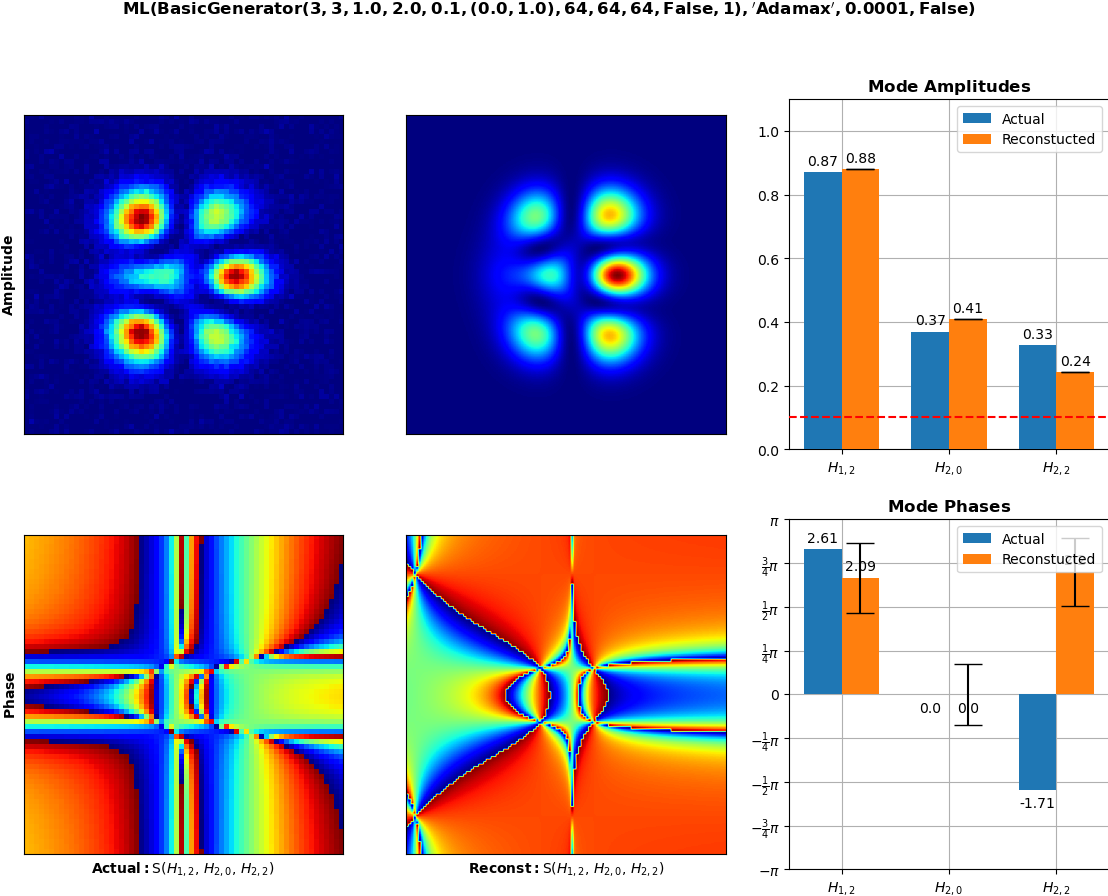 ML(BasicGenerator(3, 3, 1.0, 2.0, 0.1, (0.0, 1.0), 64, 64, 64, False, 1), 'Adamax', 0.0001, False)
Amplitude
Mode Amplitudes
Actual
Reconstucted
1.0
0.8
0.6
0.4
0.2
0.0
0.87
0.88
0.37
0.41
0.33
0.24
H1,2
H2,0
H2,2
Phase
Actual: S(H1,2, H2,0, H2,2)
Reconst: S(H1,2, H2,0, H2,2)
Mode Phases
Actual
Reconstucted
π
3/4π
1/2π
1/4π
0
−1/4π
−1/2π
−3/4π
−π
2.61
2.09
0.0
0.0
-1.71
H1,2
H2,0
H2,2